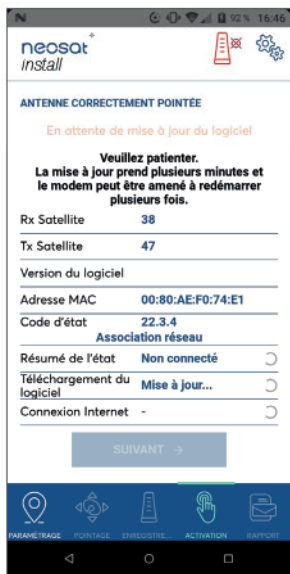 92 % 16:46
neosat
install
ANTENNE CORRECTEMENT POINTÉE
En attente de mise à jour du logiciel
Veuillez patienter.
La mise à jour prend plusieurs minutes et
le modem peut être amené à redémarrer
plusieurs fois.
Rx Satellite 38
Tx Satellite 47
Version du logiciel
Adresse MAC 00:80:AE:F0:74:E1
Code d'état 22.3.4
Association réseau
Résumé de l'état Non connecté
Téléchargement du Mise à jour...
logiciel
Connexion Internet -
SUIVANT →
PARAMÉTRAGE POINTAGE ENREGISTRE... ACTIVATION RAPPORT